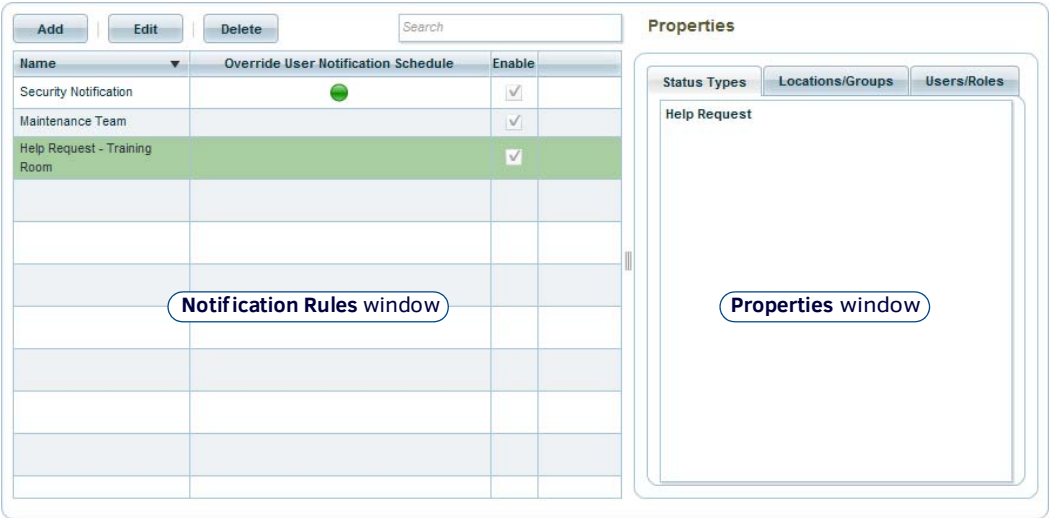 Add Edit Delete Search
Properties
Name Override User Notification Schedule Enable
Security Notification
Maintenance Team
Help Request - Training
Room
Notification Rules window
Status Types Locations/Groups Users/Roles
Help Request
Properties window